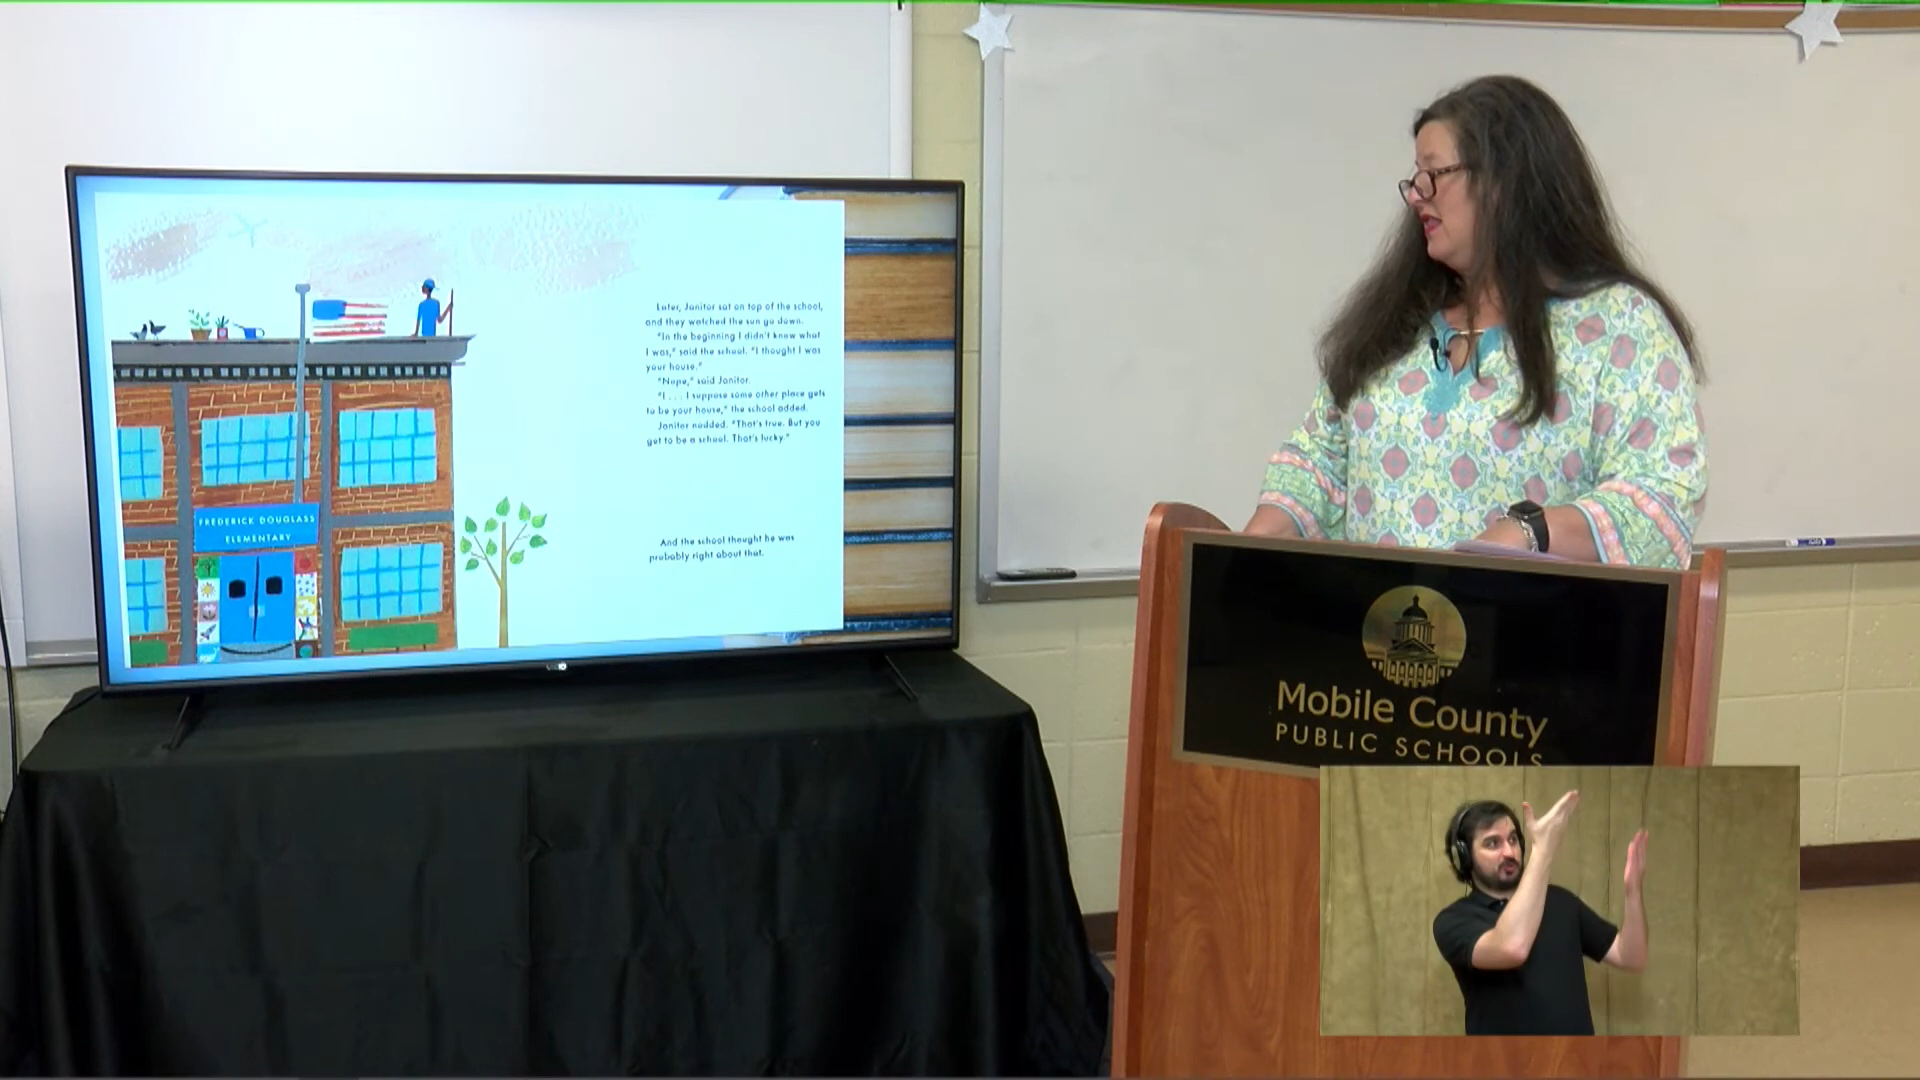 Later, Janitor sat on top of the school,
and they watched the sun go down.
"In the beginning I didn't know what
I was," said the school. "I thought I was
your house."
"Nope," said Janitor.
"I . . . I suppose some other place gets
to be your house," the school added.
Janitor nodded. "That's true. But you
get to be a school. That's lucky."
And the school thought he was
probably right about that.
FREDERICK DOUGLASS
ELEMENTARY
VIZIO
Mobile County
PUBLIC SCHOOLS